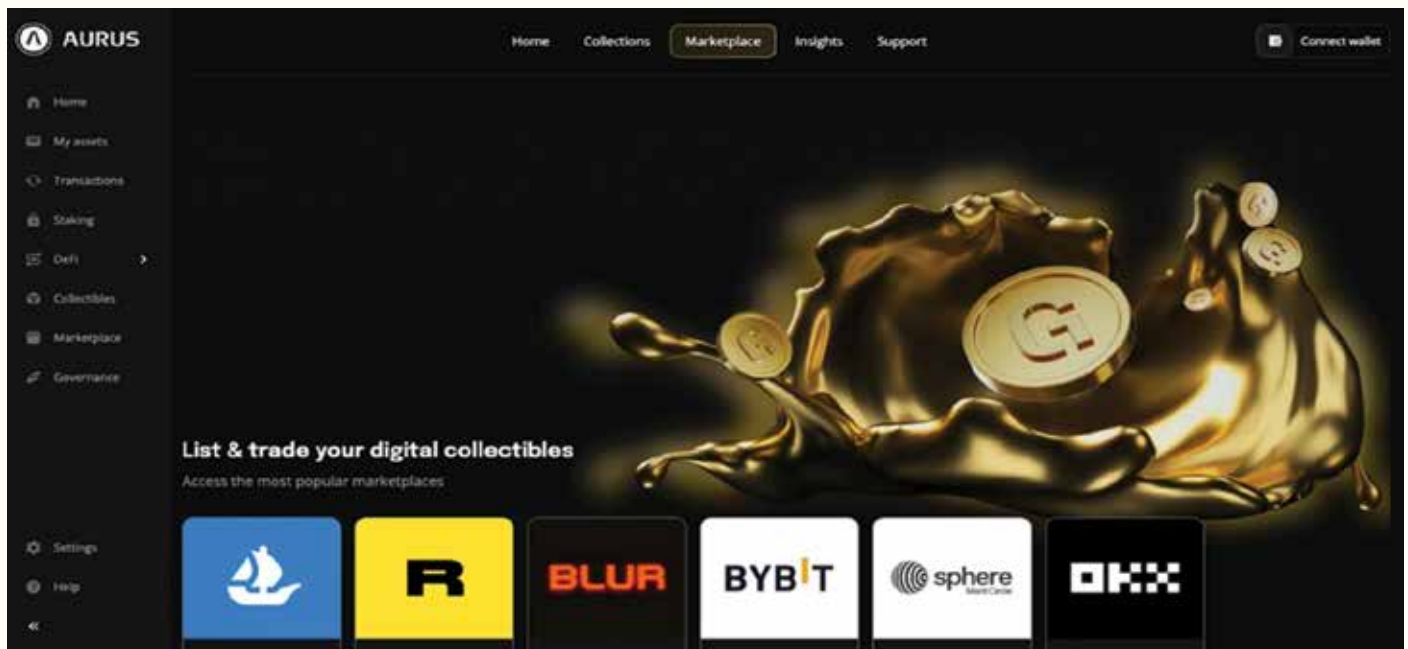 AURUS
Home Collections Marketplace Insights Support
Connect wallet
Home
My assets
Transactions
Staking
DeFi
Collectibles
Marketplace
Governance
List & trade your digital collectibles
Access the most popular marketplaces
Settings
Help
R
BLUR
BYBIT
sphere
OKX